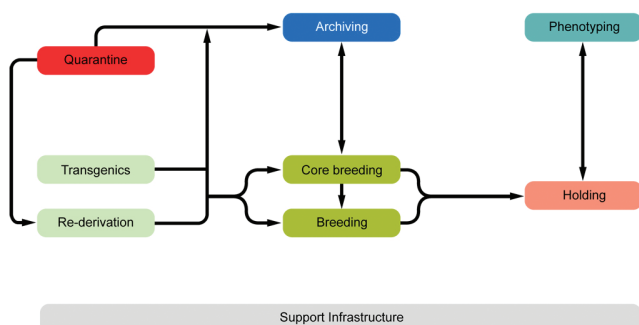 Archiving
Phenotyping
Quarantine
Transgenics
Core breeding
Holding
Re-derivation
Breeding
Support Infrastructure